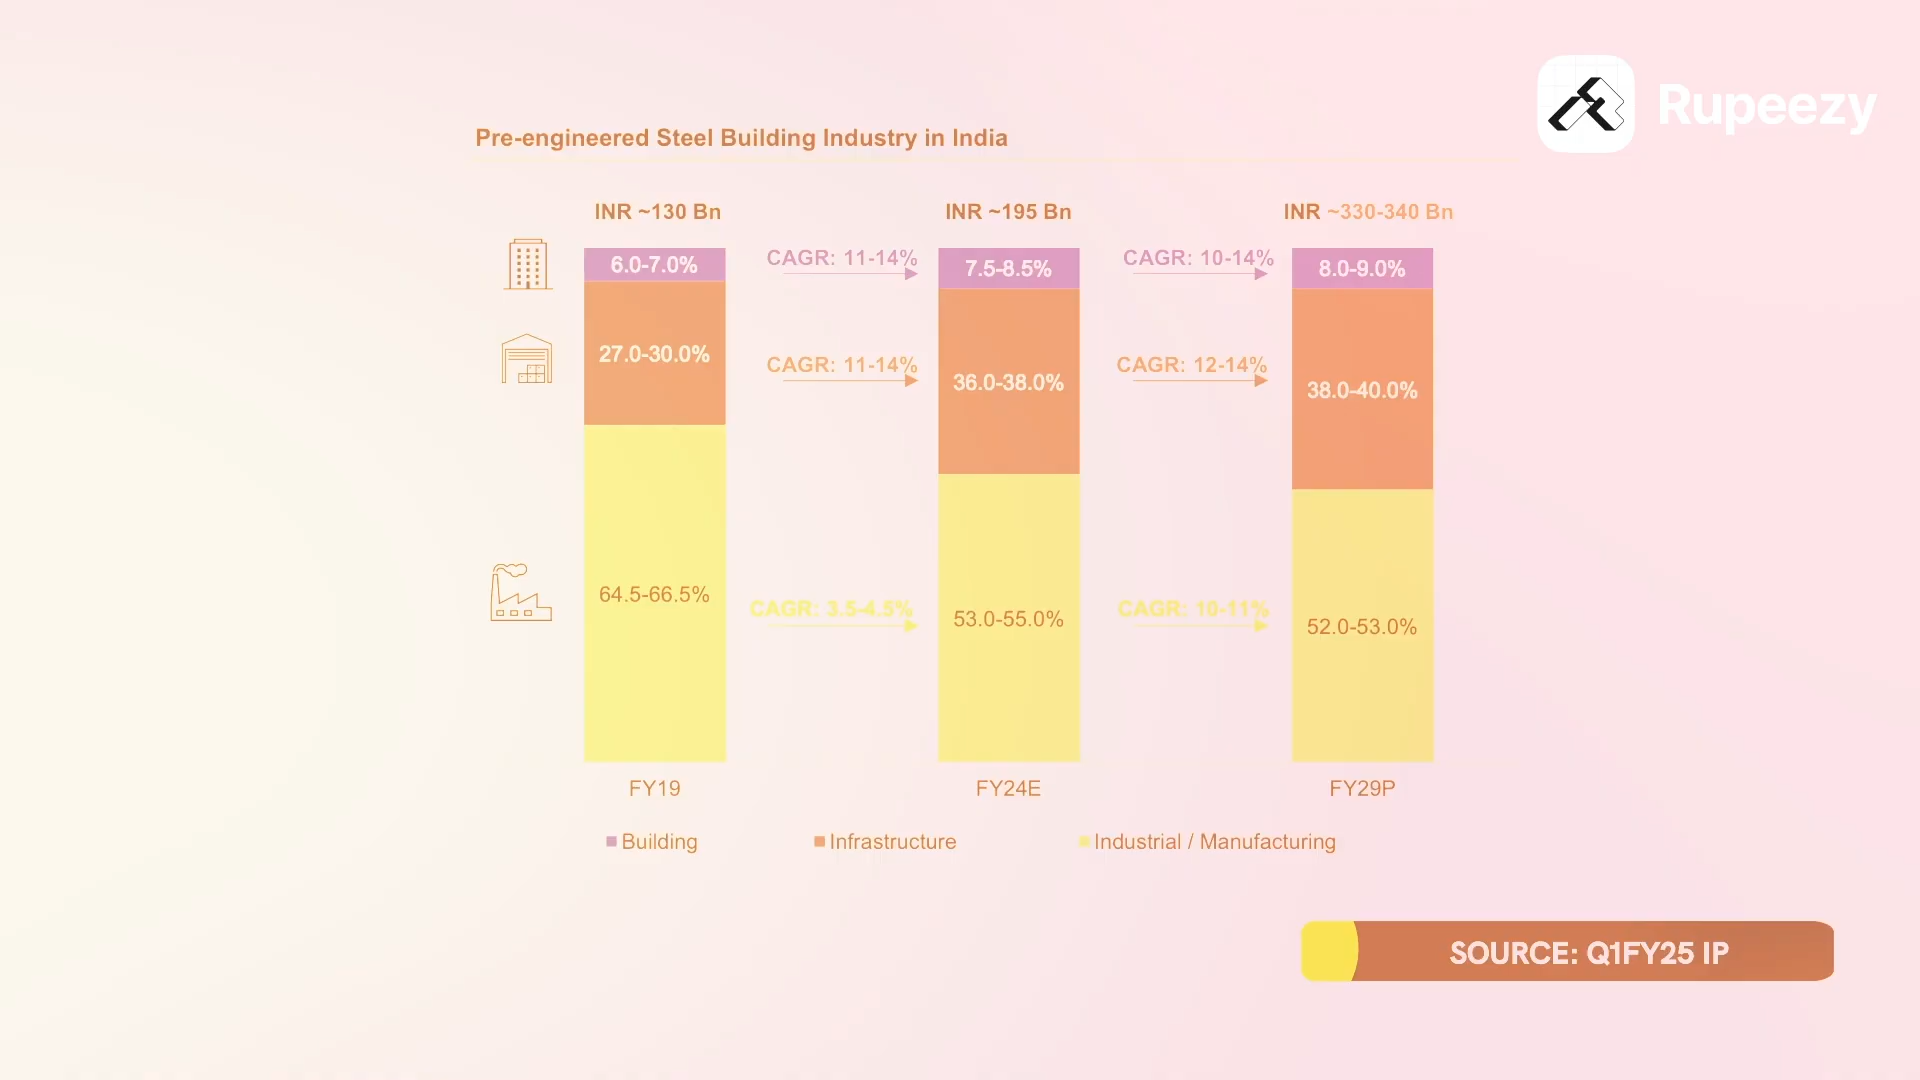 Rupeezy
Pre-engineered Steel Building Industry in India
INR ~130 Bn
INR ~195 Bn
INR ~330-340 Bn
6.0-7.0%
CAGR: 11-14%
7.5-8.5%
CAGR: 10-14%
8.0-9.0%
27.0-30.0%
CAGR: 11-14%
36.0-38.0%
CAGR: 12-14%
38.0-40.0%
64.5-66.5%
CAGR: 3.5-4.5%
53.0-55.0%
CAGR: 10-11%
52.0-53.0%
FY19
FY24E
FY29P
Building
Infrastructure
Industrial / Manufacturing
SOURCE: Q1FY25 IP